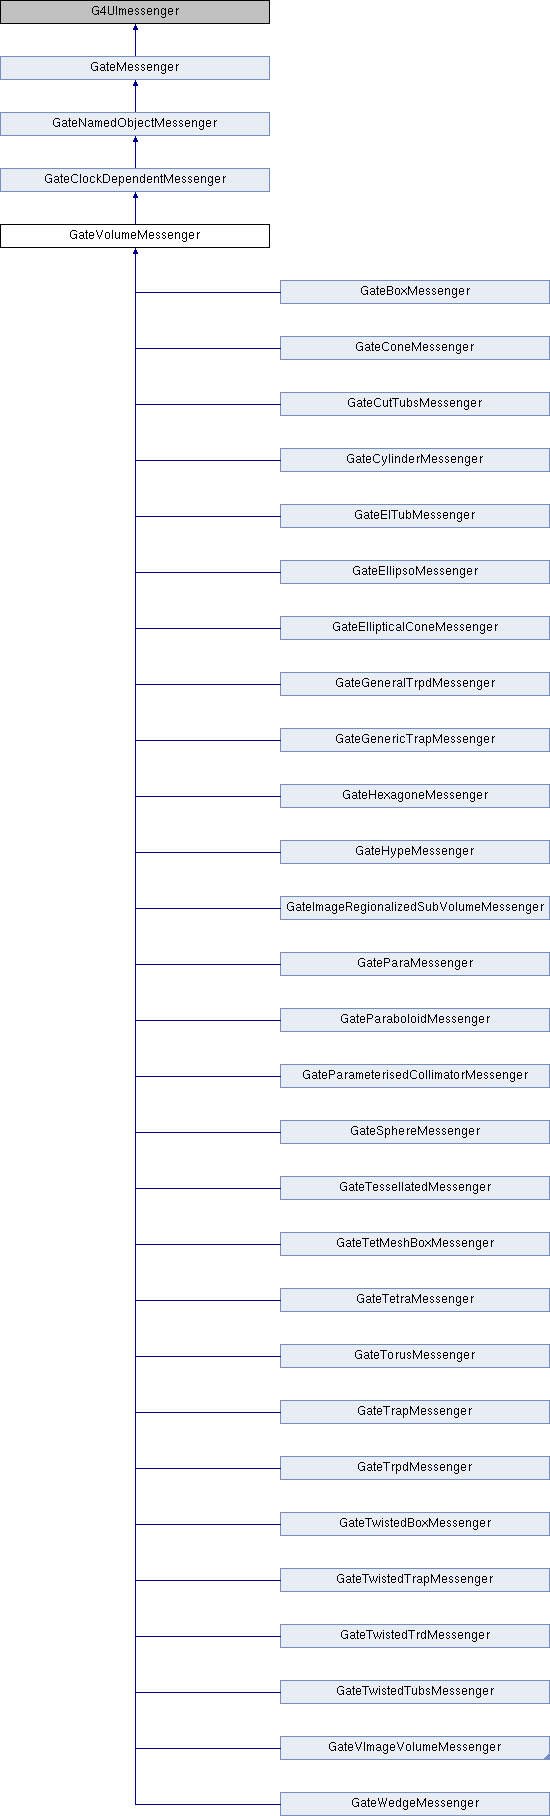 G4UImessenger
GateMessenger
GateNamedObjectMessenger
GateClockDependentMessenger
GateVolumeMessenger
GateBoxMessenger
GateConeMessenger
GateCutTubsMessenger
GateCylinderMessenger
GateElTubMessenger
GateEllipsoMessenger
GateEllipticalConeMessenger
GateGeneralTrpdMessenger
GateGenericTrapMessenger
GateHexagoneMessenger
GateHypeMessenger
GateImageRegionalizedSubVolumeMessenger
GateParaMessenger
GateParaboloidMessenger
GateParameterisedCollimatorMessenger
GateSphereMessenger
GateTessellatedMessenger
GateTetMeshBoxMessenger
GateTetraMessenger
GateTorusMessenger
GateTrapMessenger
GateTrpdMessenger
GateTwistedBoxMessenger
GateTwistedTrapMessenger
GateTwistedTrdMessenger
GateTwistedTubsMessenger
GateVImageVolumeMessenger
GateWedgeMessenger